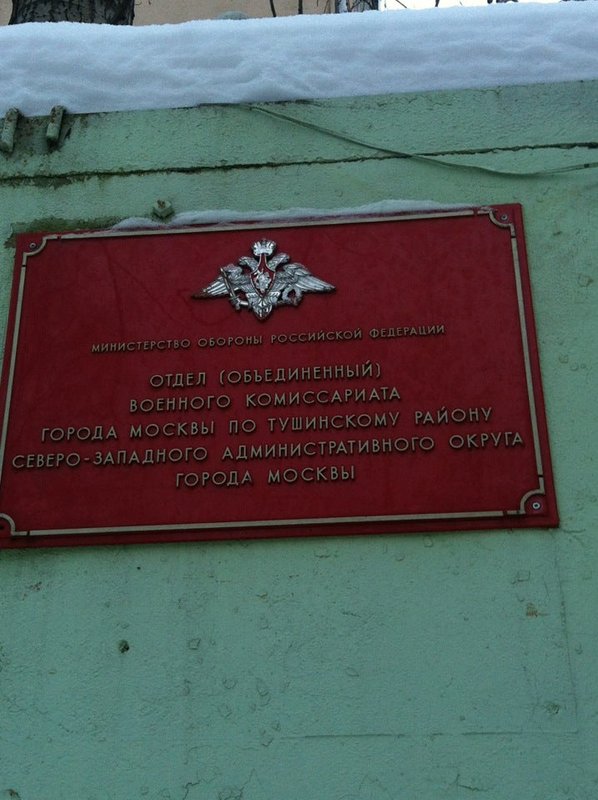 МИНИСТЕРСТВО ОБОРОНЫ РОССИЙСКОЙ ФЕДЕРАЦИИ
ОТДЕЛ (ОБЪЕДИНЕННЫЙ)
ВОЕННОГО КОМИССАРИАТА
ГОРОДА МОСКВЫ ПО ТУШИНСКОМУ РАЙОНУ
СЕВЕРО-ЗАПАДНОГО АДМИНИСТРАТИВНОГО ОКРУГА
ГОРОДА МОСКВЫ